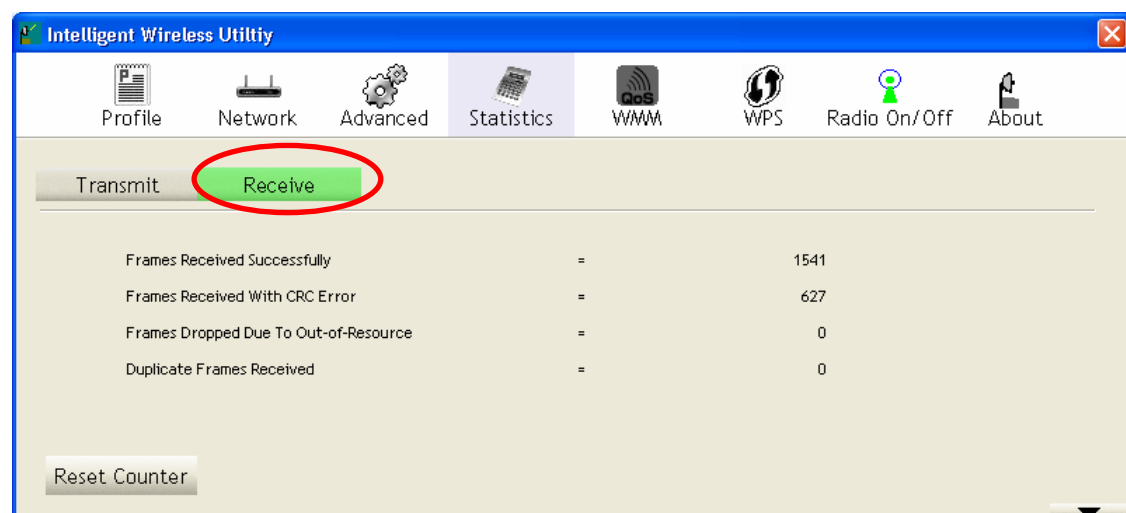 Intelligent Wireless Utiltiy
Profile Network Advanced Statistics QoS WMM WPS Radio On/Off About
Transmit Receive
Frames Received Successfully = 1541
Frames Received With CRC Error = 627
Frames Dropped Due To Out-of-Resource = 0
Duplicate Frames Received = 0
Reset Counter